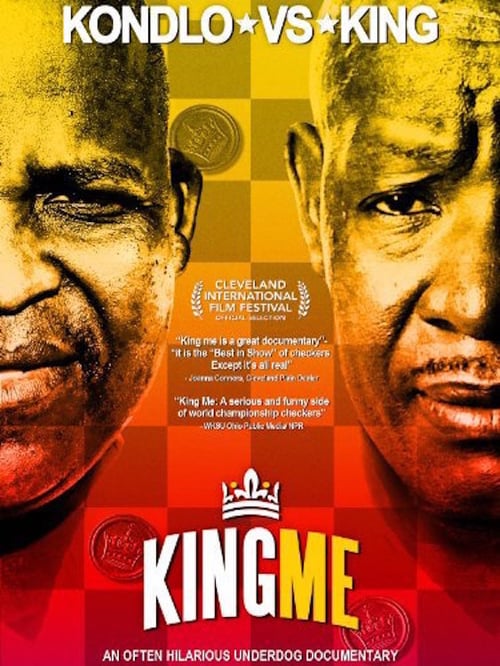 KONDLO★VS★KING
CLEVELAND
INTERNATIONAL
FILM FESTIVAL
OFFICIAL SELECTION
"King me is a great documentary"-
"it is the "Best in Show" of checkers
Except it's all real"
- Joanna Connors, Cleveland Plain Dealer
"King Me: A serious and funny side
of world championship checkers"
- WKSU Ohio Public Media/ NPR
KINGME
AN OFTEN HILARIOUS UNDERDOG DOCUMENTARY